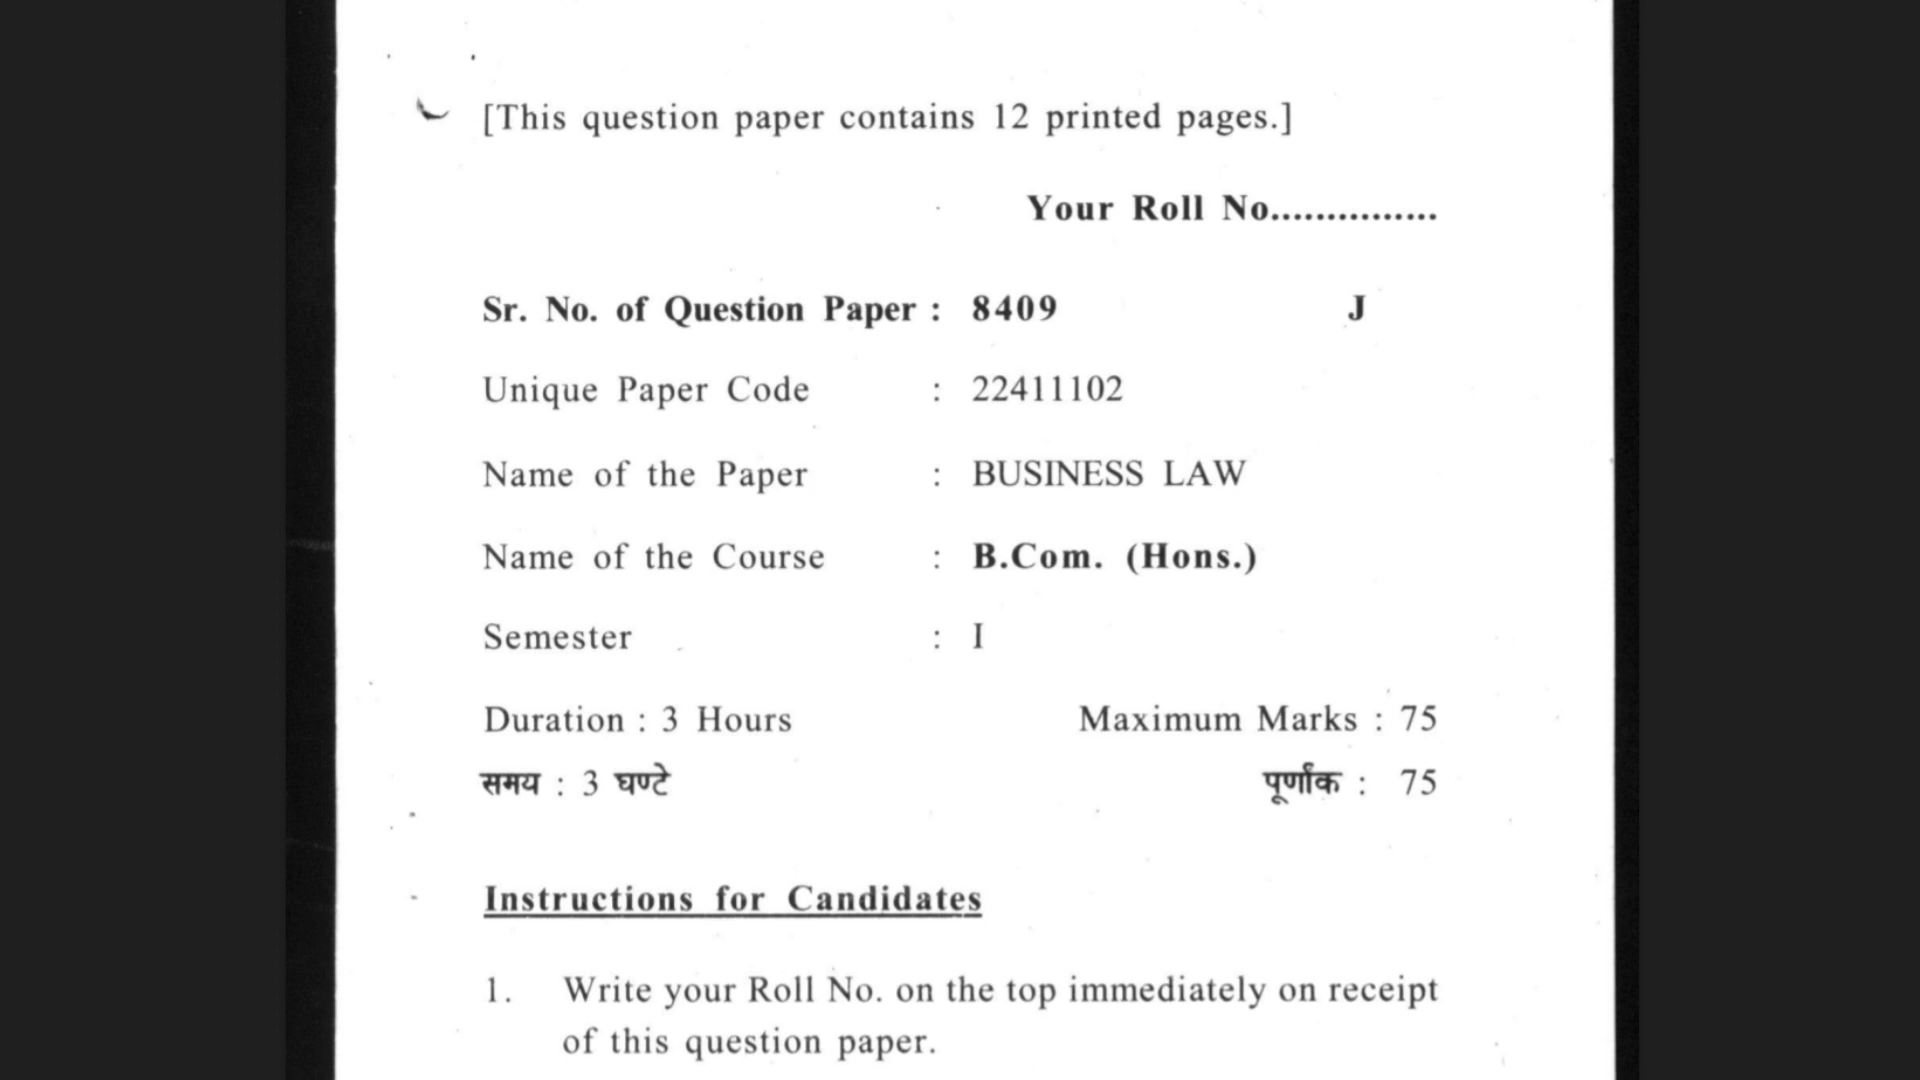 [This question paper contains 12 printed pages.]
Your Roll No...............
Sr. No. of Question Paper : 8409 J
Unique Paper Code : 22411102
Name of the Paper : BUSINESS LAW
Name of the Course : B.Com. (Hons.)
Semester : I
Duration : 3 Hours Maximum Marks : 75
समय : 3 घण्टे पूर्णांक : 75
Instructions for Candidates
1. Write your Roll No. on the top immediately on receipt
of this question paper.